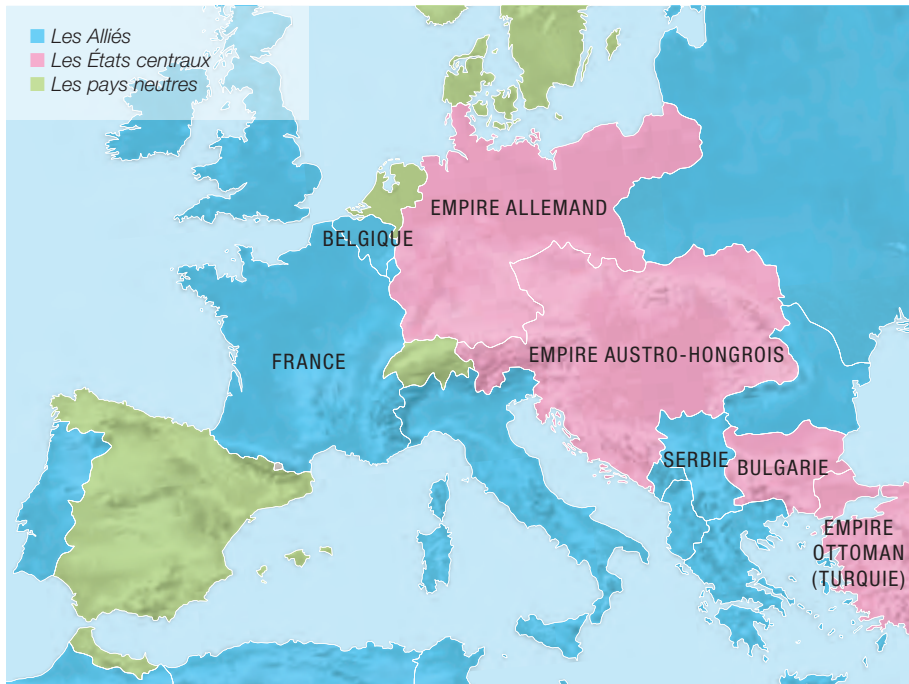 Les Alliés
Les États centraux
Les pays neutres
EMPIRE ALLEMAND
BELGIQUE
FRANCE
EMPIRE AUSTRO-HONGROIS
SERBIE
BULGARIE
EMPIRE
OTTOMAN
(TURQUIE)